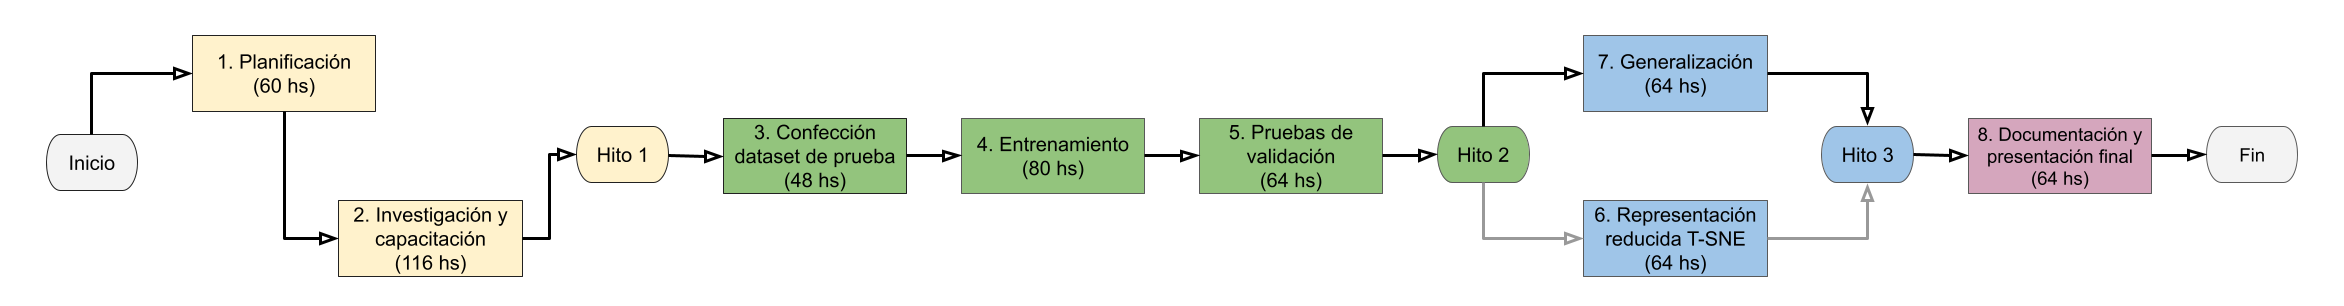 Inicio
1. Planificación
(60 hs)
2. Investigación y
capacitación
(116 hs)
Hito 1
3. Confección
dataset de prueba
(48 hs)
4. Entrenamiento
(80 hs)
5. Pruebas de
validación
(64 hs)
Hito 2
7. Generalización
(64 hs)
6. Representación
reducida T-SNE
(64 hs)
Hito 3
8. Documentación y
presentación final
(64 hs)
Fin